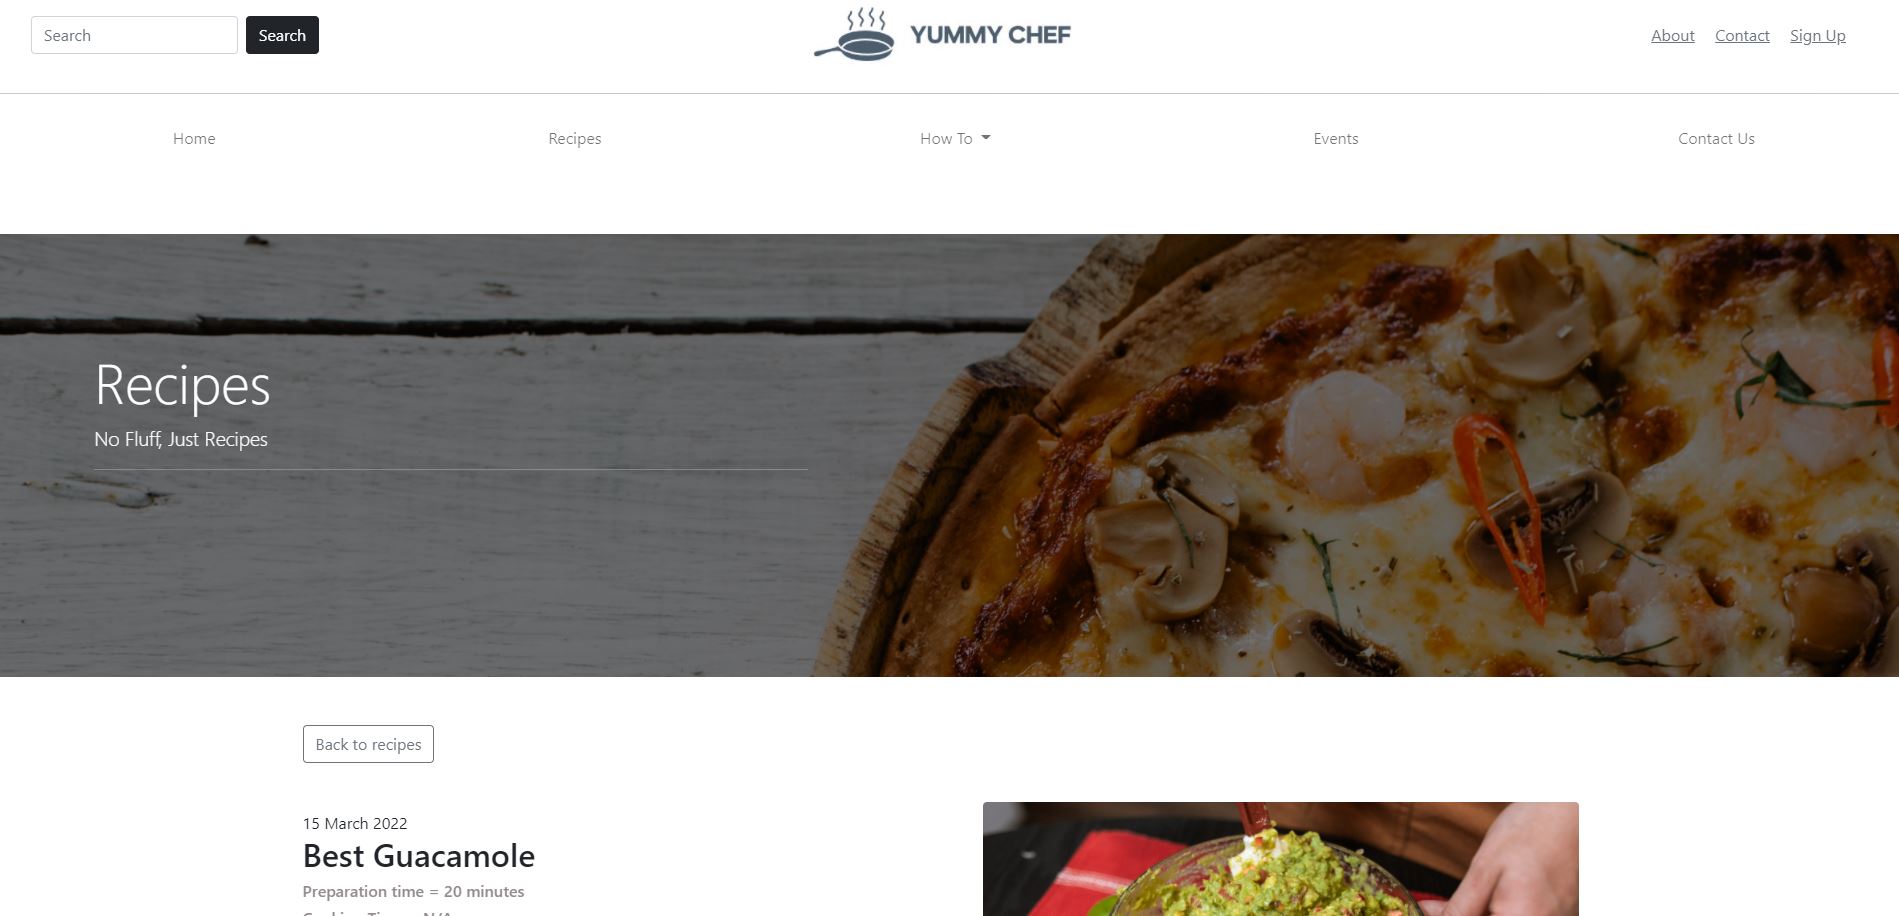 Search
Search
YUMMY CHEF
About
Contact
Sign Up
Home
Recipes
How To
Events
Contact Us
Recipes
No Fluff, Just Recipes
Back to recipes
15 March 2022
Best Guacamole
Preparation time = 20 minutes